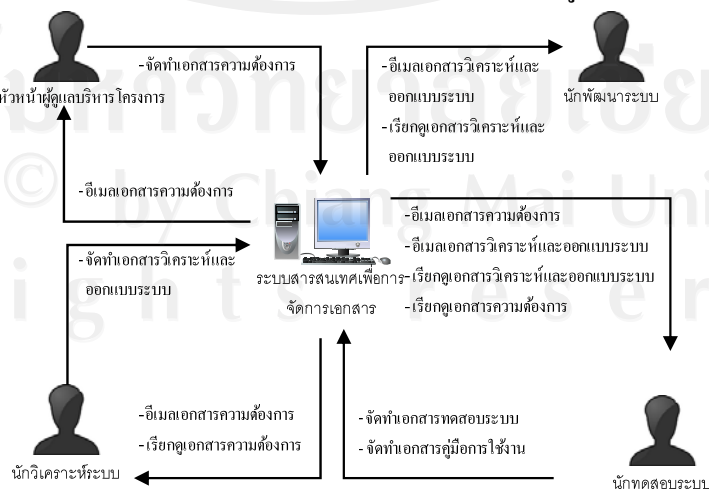 -จัดทำเอกสารความต้องการ
-อีเมลเอกสารวิเคราะห์และ
ออกแบบระบบ
-เรียกดูเอกสารวิเคราะห์และ
ออกแบบระบบ
หัวหน้าผู้ดูแลบริหารโครงการ
นักพัฒนาระบบ
-อีเมลเอกสารความต้องการ
© by Chiang Mai Uni
-อีเมลเอกสารความต้องการ
-อีเมลเอกสารวิเคราะห์และออกแบบระบบ
-เรียกดูเอกสารวิเคราะห์และออกแบบระบบ
-เรียกดูเอกสารความต้องการ
-จัดทำเอกสารวิเคราะห์และ
ออกแบบระบบ
ระบบสารสนเทศเพื่อการ
จัดการเอกสาร
-อีเมลเอกสารความต้องการ
-เรียกดูเอกสารความต้องการ
-จัดทำเอกสารทดสอบระบบ
-จัดทำเอกสารคู่มือการใช้งาน
นักวิเคราะห์ระบบ
นักทดสอบระบบ